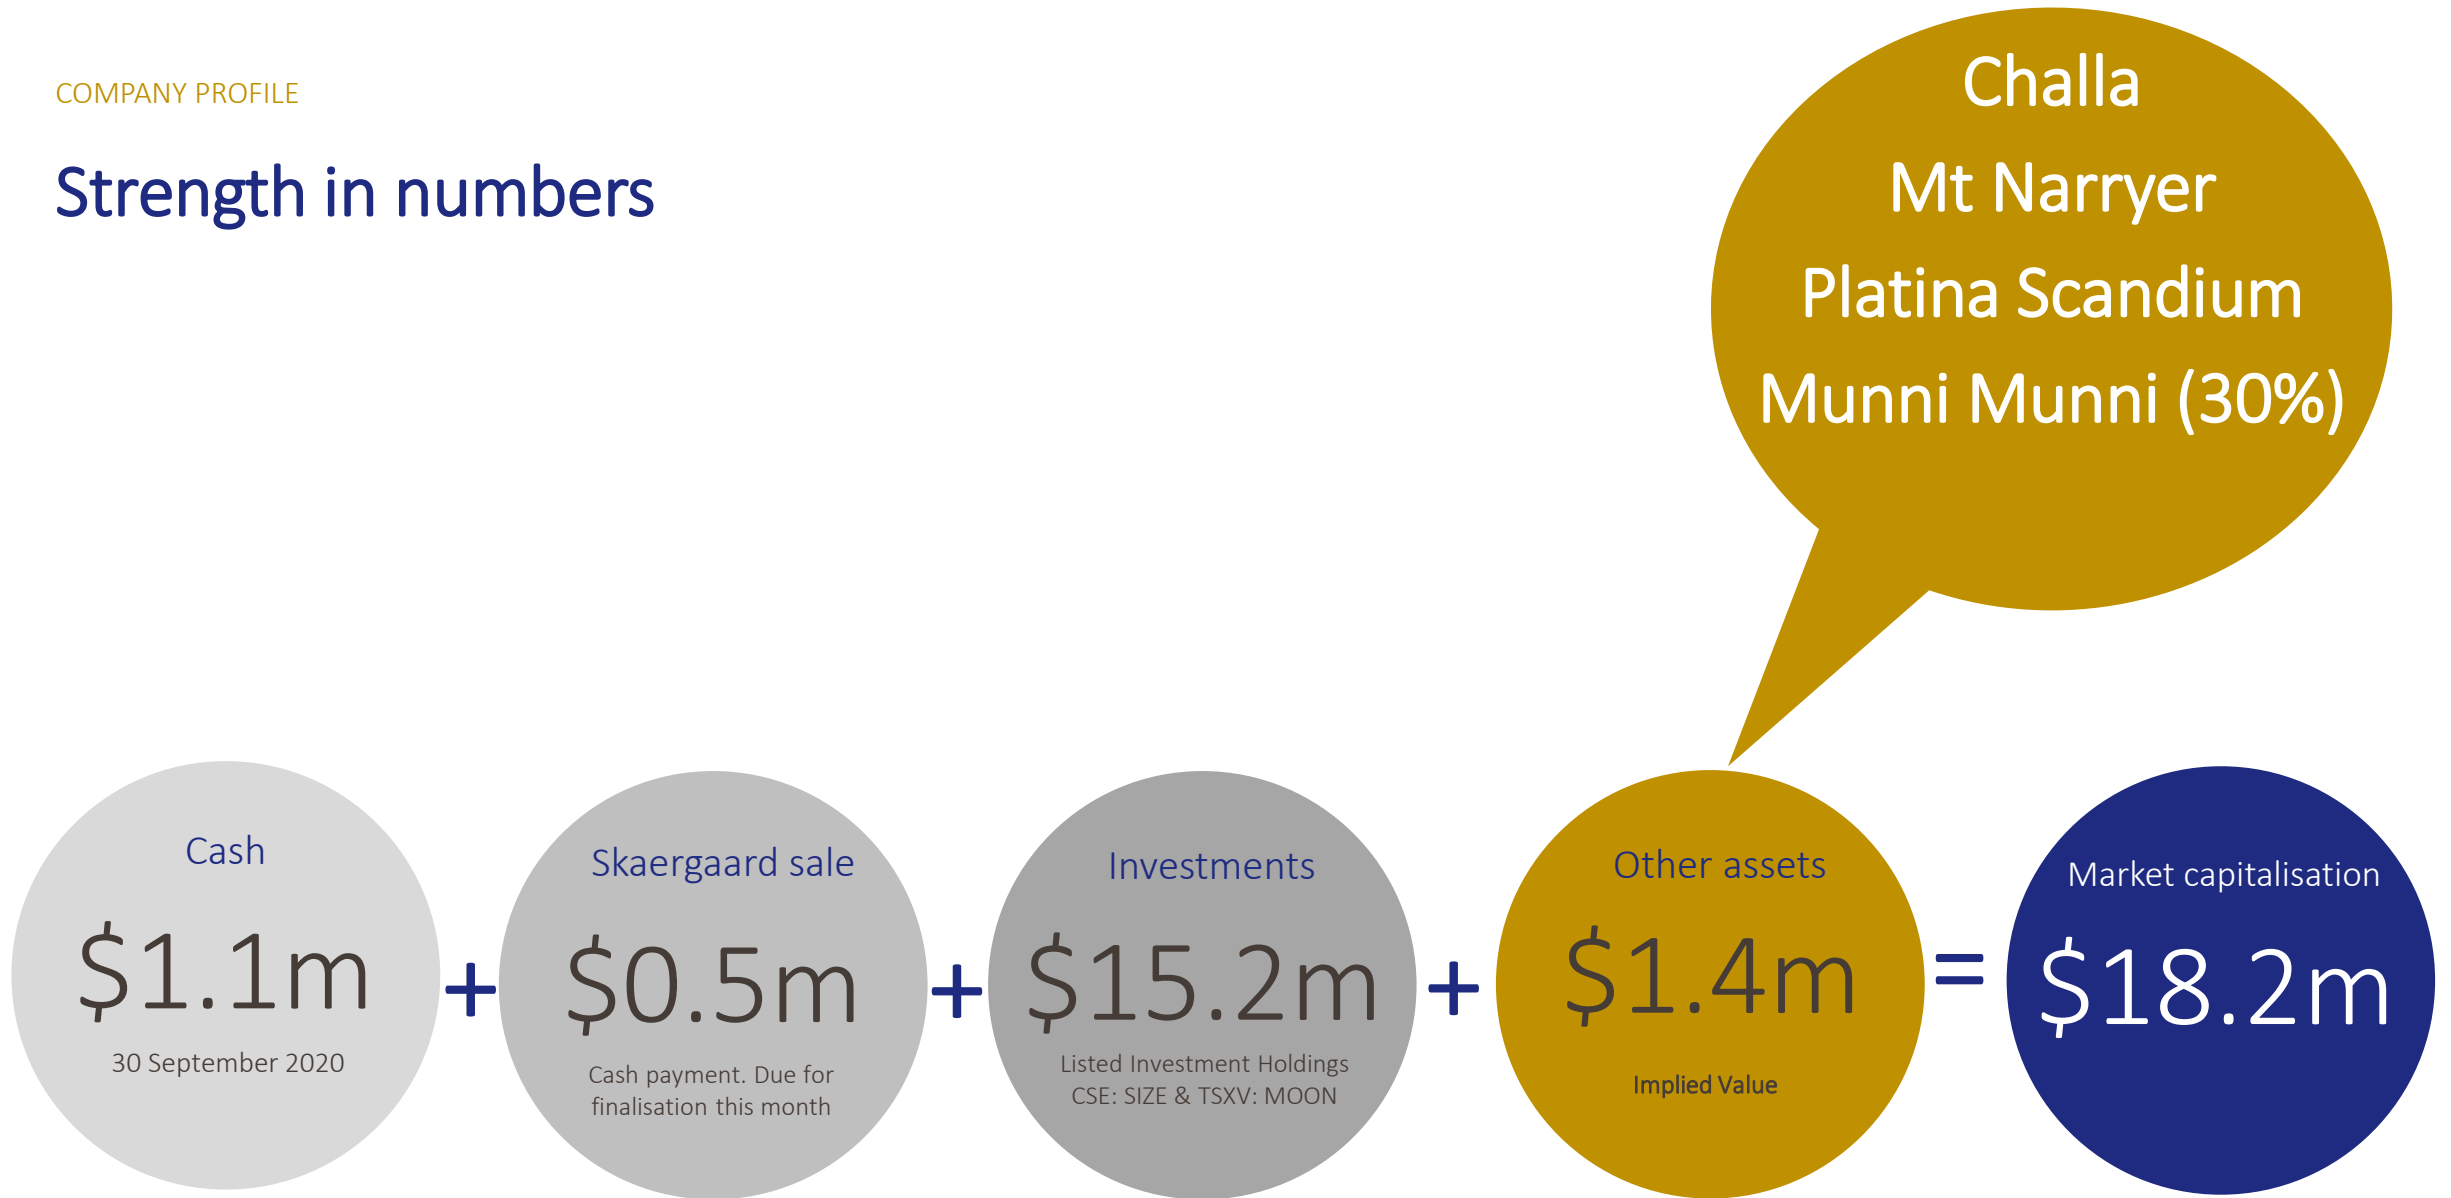 COMPANY PROFILE
Strength in numbers
Challa
Mt Narryer
Platina Scandium
Munni Munni (30%)
Cash
$1.1m
30 September 2020
+
Skaergaard sale
$0.5m
Cash payment. Due for
finalisation this month
+
Investments
$15.2m
Listed Investment Holdings
CSE: SIZE & TSXV: MOON
+
Other assets
$1.4m
Implied Value
=
Market capitalisation
$18.2m